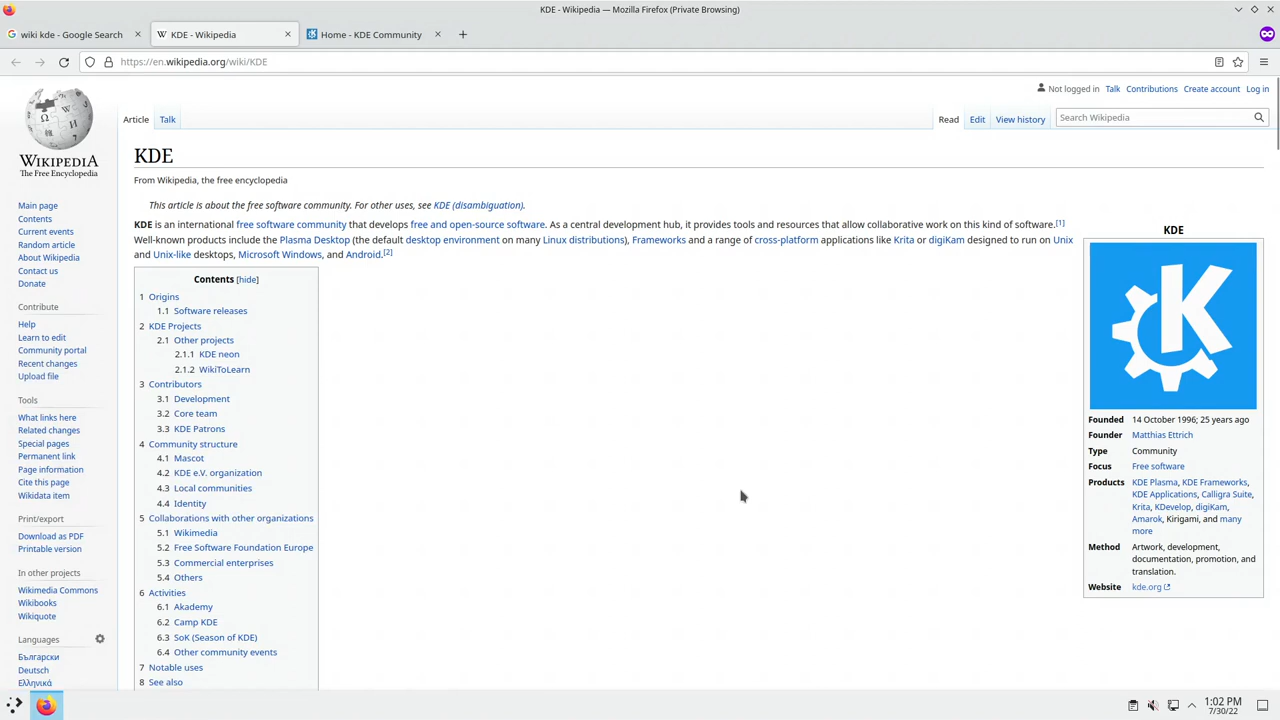 KDE - Wikipedia — Mozilla Firefox (Private Browsing)
wiki kde - Google Search
KDE - Wikipedia
Home - KDE Community
https://en.wikipedia.org/wiki/KDE
Not logged in Talk Contributions Create account Log in
Article Talk
Read Edit View history
Search Wikipedia
WIKIPEDIA
The Free Encyclopedia
Main page
Contents
Current events
Random article
About Wikipedia
Contact us
Donate
Contribute
Help
Learn to edit
Community portal
Recent changes
Upload file
Tools
What links here
Related changes
Special pages
Permanent link
Page information
Cite this page
Wikidata item
Print/export
Download as PDF
Printable version
In other projects
Wikimedia Commons
Wikibooks
Wikiquote
Languages
Български
Deutsch
Ελληνικά
KDE
From Wikipedia, the free encyclopedia
This article is about the free software community. For other uses, see KDE (disambiguation).
KDE is an international free software community that develops free and open-source software. As a central development hub, it provides tools and resources that allow collaborative work on this kind of software.[1]
Well-known products include the Plasma Desktop (the default desktop environment on many Linux distributions), Frameworks and a range of cross-platform applications like Krita or digiKam designed to run on Unix
and Unix-like desktops, Microsoft Windows, and Android.[2]
Contents [hide]
1 Origins
1.1 Software releases
2 KDE Projects
2.1 Other projects
2.1.1 KDE neon
2.1.2 WikiToLearn
3 Contributors
3.1 Development
3.2 Core team
3.3 KDE Patrons
4 Community structure
4.1 Mascot
4.2 KDE e.V. organization
4.3 Local communities
4.4 Identity
5 Collaborations with other organizations
5.1 Wikimedia
5.2 Free Software Foundation Europe
5.3 Commercial enterprises
5.4 Others
6 Activities
6.1 Akademy
6.2 Camp KDE
6.3 SoK (Season of KDE)
6.4 Other community events
7 Notable uses
8 See also
KDE
K
Founded 14 October 1996; 25 years ago
Founder Matthias Ettrich
Type Community
Focus Free software
Products KDE Plasma, KDE Frameworks,
KDE Applications, Calligra Suite,
Krita, KDevelop, digiKam,
Amarok, Kirigami, and many
more
Method Artwork, development,
documentation, promotion, and
translation.
Website kde.org
1:02 PM
7/30/22